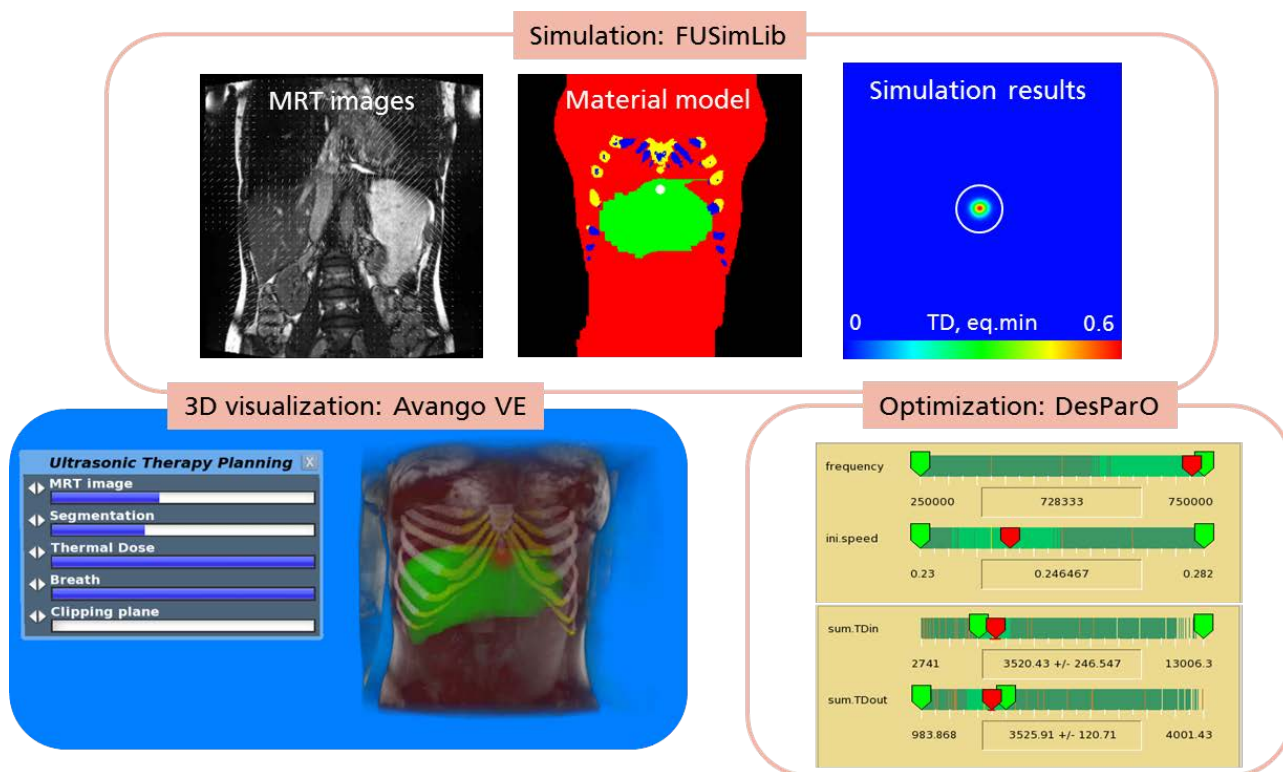 Simulation: FUSimLib
MRT images
Material model
Simulation results
0 TD, eq.min 0.6
3D visualization: Avango VE
Ultrasonic Therapy Planning X
MRT image
Segmentation
Thermal Dose
Breath
Clipping plane
Optimization: DesParO
frequency
250000 728333 750000
ini.speed
0.23 0.246467 0.282
sum.TDin
2741 3520.43 +/- 246.547 13006.3
sum.TDout
983.868 3525.91 +/- 120.71 4001.43